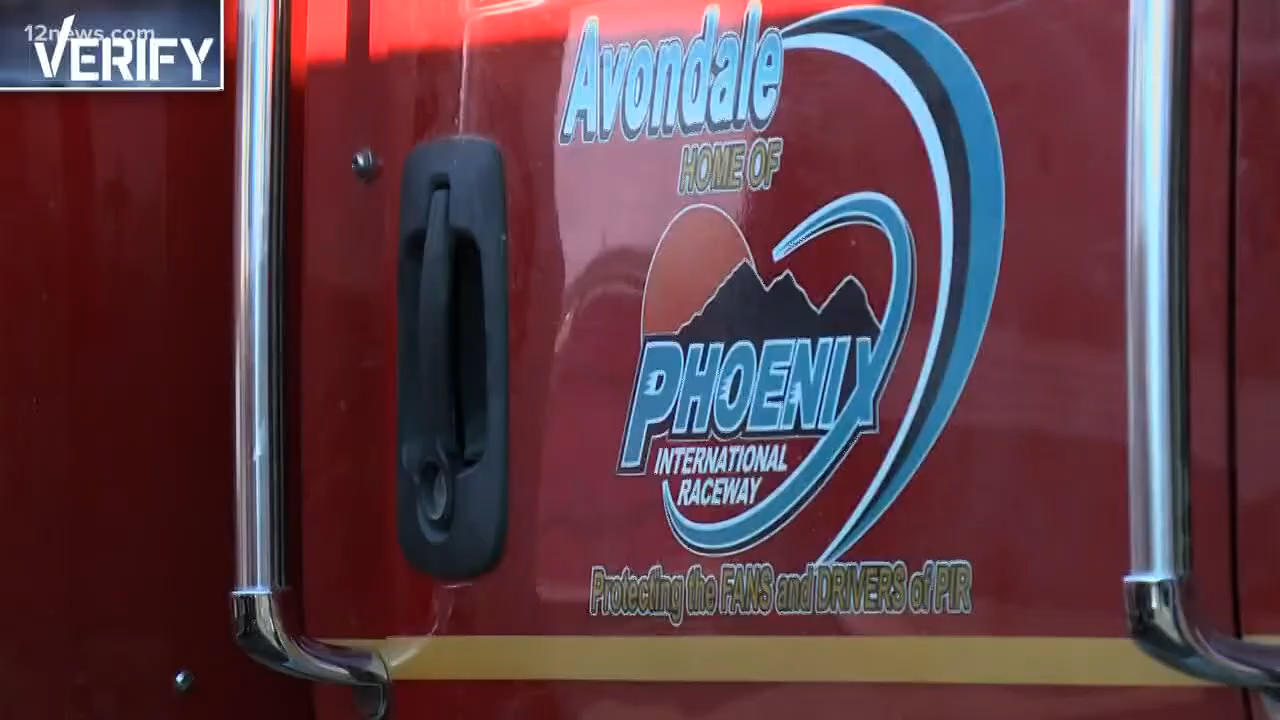 12news.com
VERIFY
Avondale
HOME OF
PHOENIX
INTERNATIONAL
RACEWAY
Protecting the FANS and DRIVERS of PIR